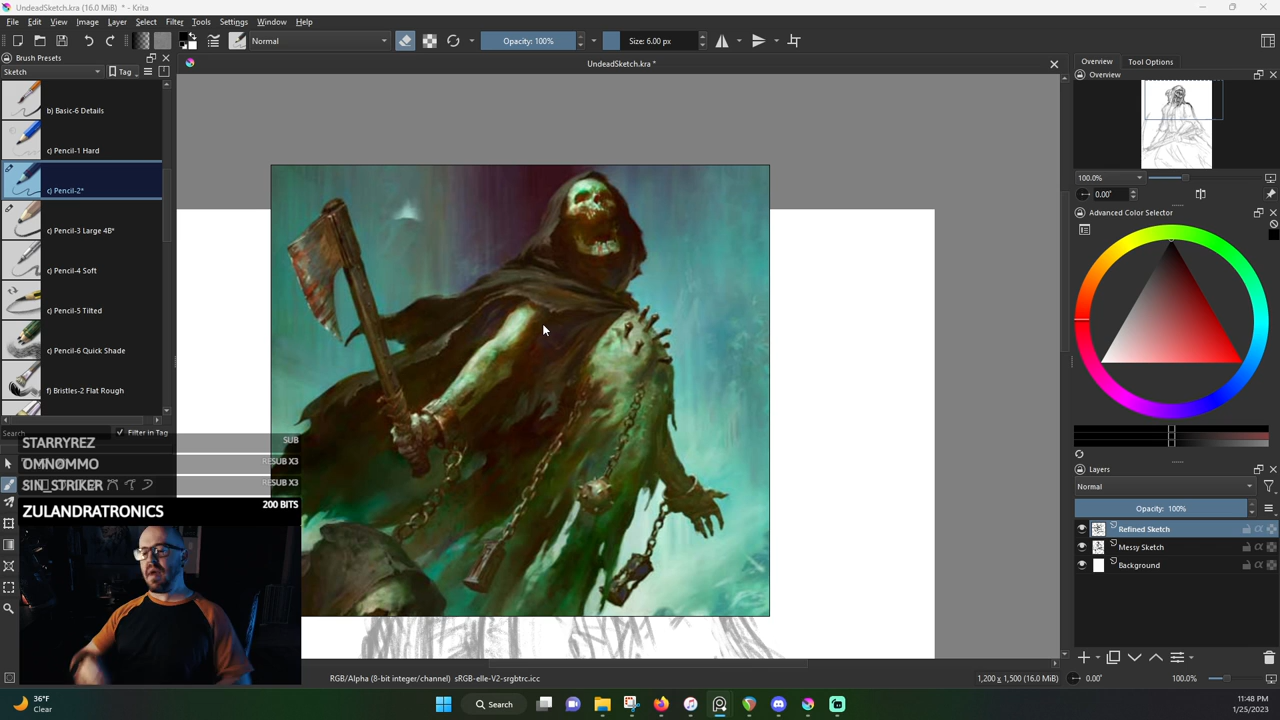 UndeadSketch.kra (16.0 MiB) * - Krita
File Edit View Image Layer Select Filter Tools Settings Window Help
Normal
Opacity: 100%
Size: 6.00 px
Brush Presets
UndeadSketch.kra *
Overview Tool Options
Overview
Sketch
Tag
b) Basic-6 Details
c) Pencil-1 Hard
c) Pencil-2*
c) Pencil-3 Large 4B*
c) Pencil-4 Soft
c) Pencil-5 Tilted
c) Pencil-6 Quick Shade
f) Bristles-2 Flat Rough
Search
Filter in Tag
100.0%
0.00°
Advanced Color Selector
Layers
Normal
Opacity: 100%
Refined Sketch
Messy Sketch
Background
STARRYREZ SUB
OMNØMMO RESUB X3
SIN_STRIKER RESUB X3
ZULANDRATRONICS 200 BITS
RGB/Alpha (8-bit integer/channel) sRGB-elle-V2-srgbtrc.icc
1,200 x 1,500 (16.0 MiB)
0.00°
100.0%
36°F
Clear
Search
11:48 PM
1/25/2023